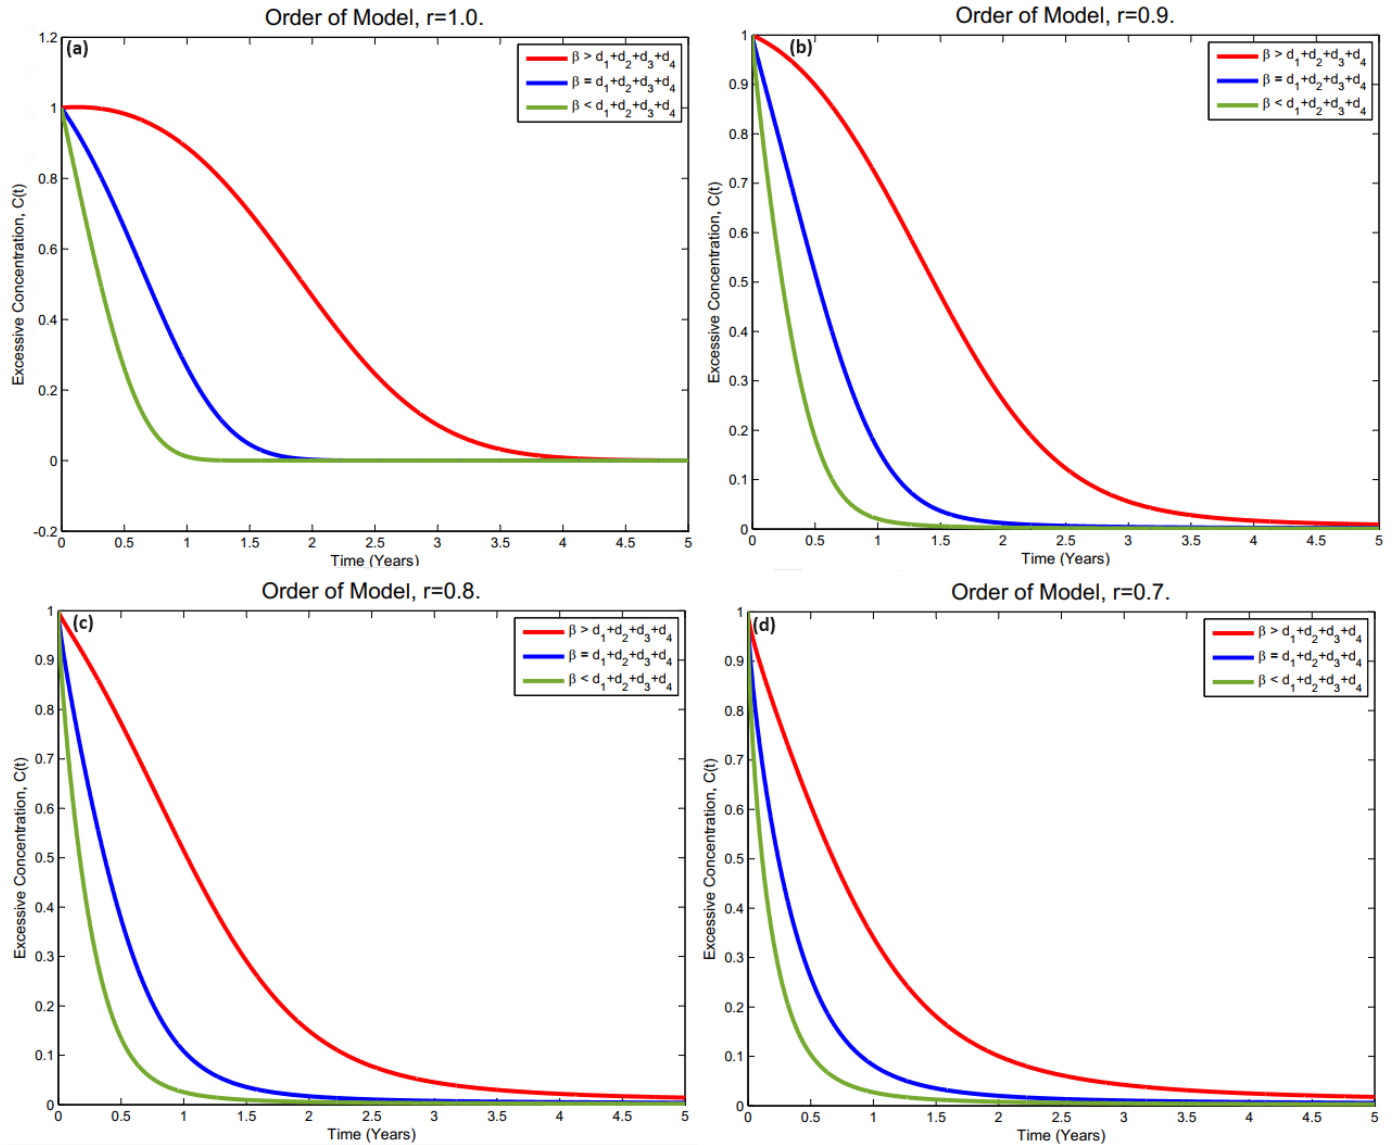 Order of Model, r=1.0.
(a)
β > d1+d2+d3+d4
β = d1+d2+d3+d4
β < d1+d2+d3+d4
1.2
1
0.8
0.6
0.4
0.2
0
-0.2
Excessive Concentration, C(t)
0 0.5 1 1.5 2 2.5 3 3.5 4 4.5 5
Time (Years)
Order of Model, r=0.9.
(b)
β > d1+d2+d3+d4
β = d1+d2+d3+d4
β < d1+d2+d3+d4
1
0.9
0.8
0.7
0.6
0.5
0.4
0.3
0.2
0.1
0
Excessive Concentration, C(t)
0 0.5 1 1.5 2 2.5 3 3.5 4 4.5 5
Time (Years)
Order of Model, r=0.8.
(c)
β > d1+d2+d3+d4
β = d1+d2+d3+d4
β < d1+d2+d3+d4
1
0.9
0.8
0.7
0.6
0.5
0.4
0.3
0.2
0.1
0
Excessive Concentration, C(t)
0 0.5 1 1.5 2 2.5 3 3.5 4 4.5 5
Time (Years)
Order of Model, r=0.7.
(d)
β > d1+d2+d3+d4
β = d1+d2+d3+d4
β < d1+d2+d3+d4
1
0.9
0.8
0.7
0.6
0.5
0.4
0.3
0.2
0.1
0
Excessive Concentration, C(t)
0 0.5 1 1.5 2 2.5 3 3.5 4 4.5 5
Time (Years)